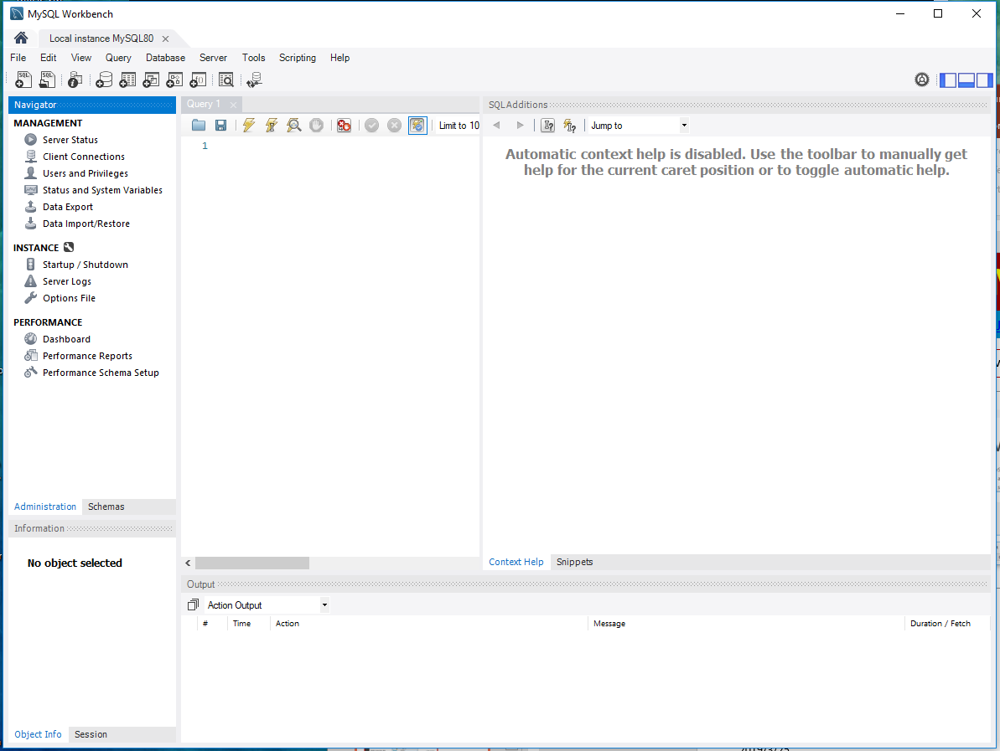 MySQL Workbench
Local instance MySQL80
File Edit View Query Database Server Tools Scripting Help
Navigator
MANAGEMENT
Server Status
Client Connections
Users and Privileges
Status and System Variables
Data Export
Data Import/Restore
INSTANCE
Startup / Shutdown
Server Logs
Options File
PERFORMANCE
Dashboard
Performance Reports
Performance Schema Setup
Administration Schemas
Information
No object selected
Object Info Session
Query 1
Limit to 10
1
SQLAdditions
Jump to
Automatic context help is disabled. Use the toolbar to manually get
help for the current caret position or to toggle automatic help.
Context Help Snippets
Output
Action Output
# Time Action Message Duration / Fetch